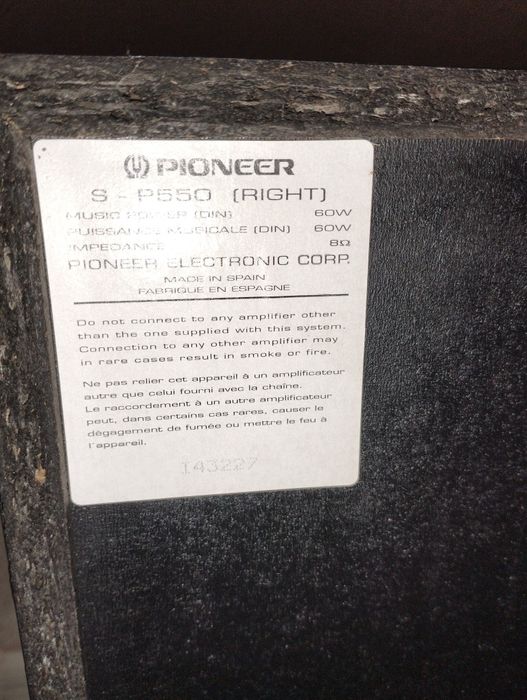 PIONEER
S-P550 (RIGHT)
MUSIC POWER (DIN) 60W
PUISSANCE MUSICALE (DIN) 60W
IMPEDANCE 8Ω
PIONEER ELECTRONIC CORP.
MADE IN SPAIN
FABRIQUE EN ESPAGNE
Do not connect to any amplifier other
than the one supplied with this system.
Connection to any other amplifier may
in rare cases result in smoke or fire.
Ne pas relier cet appareil à un amplificateur
autre que celui fourni avec la chaîne.
Le raccordement à un autre amplificateur
peut, dans certains cas rares, causer le
dégagement de fumée ou mettre le feu à
l'appareil.
143227